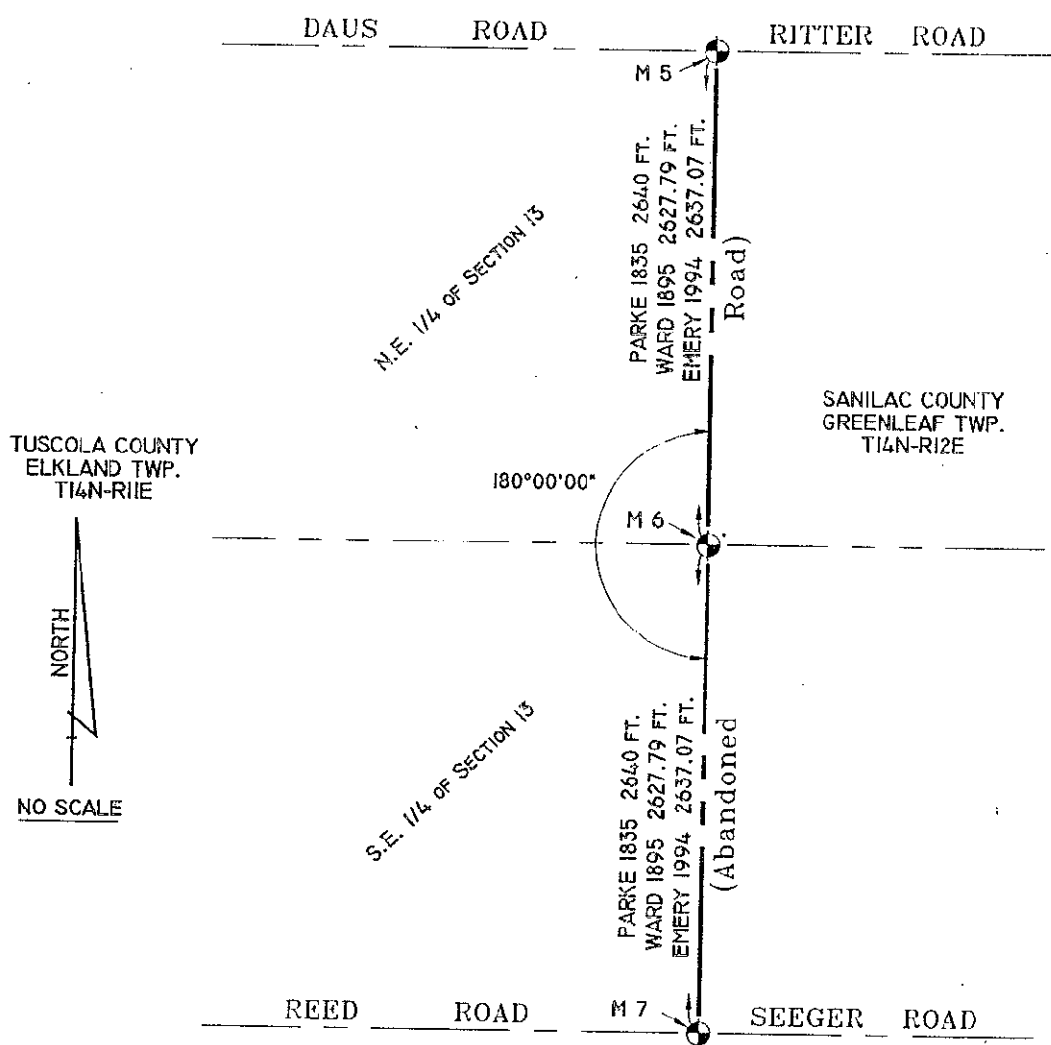 DAUS ROAD RITTER ROAD
M 5
PARKE 1835 2640 FT.
WARD 1895 2627.79 FT.
EMERY 1994 2637.07 FT.
Road)
N.E. 1/4 OF SECTION 13
SANILAC COUNTY
GREENLEAF TWP.
T14N-R12E
TUSCOLA COUNTY
ELKLAND TWP.
T14N-R11E
180°00'00"
M 6
NORTH
NO SCALE
S.E. 1/4 OF SECTION 13
PARKE 1835 2640 FT.
WARD 1895 2627.79 FT.
EMERY 1994 2637.07 FT.
(Abandoned
REED ROAD M 7 SEEGER ROAD